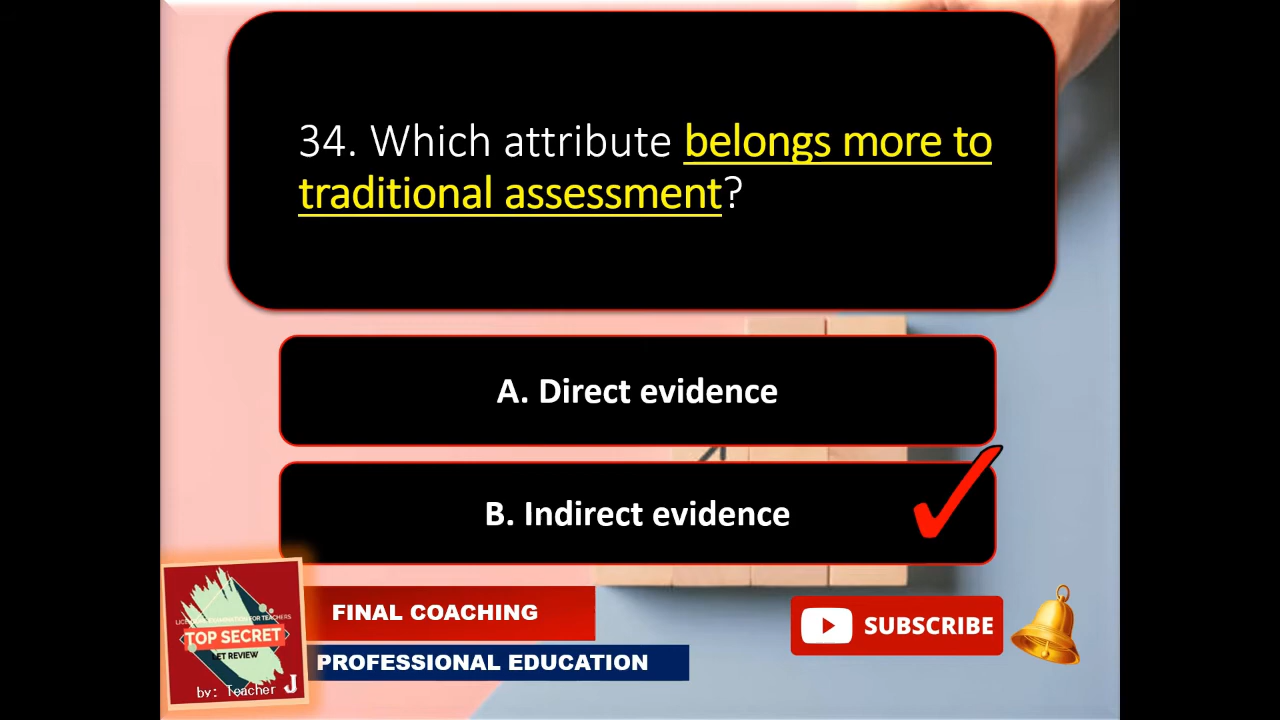 34. Which attribute belongs more to
traditional assessment?
A. Direct evidence
B. Indirect evidence
LICENSURE EXAMINATION FOR TEACHERS
TOP SECRET
LET REVIEW
by: Teacher J
FINAL COACHING
PROFESSIONAL EDUCATION
SUBSCRIBE